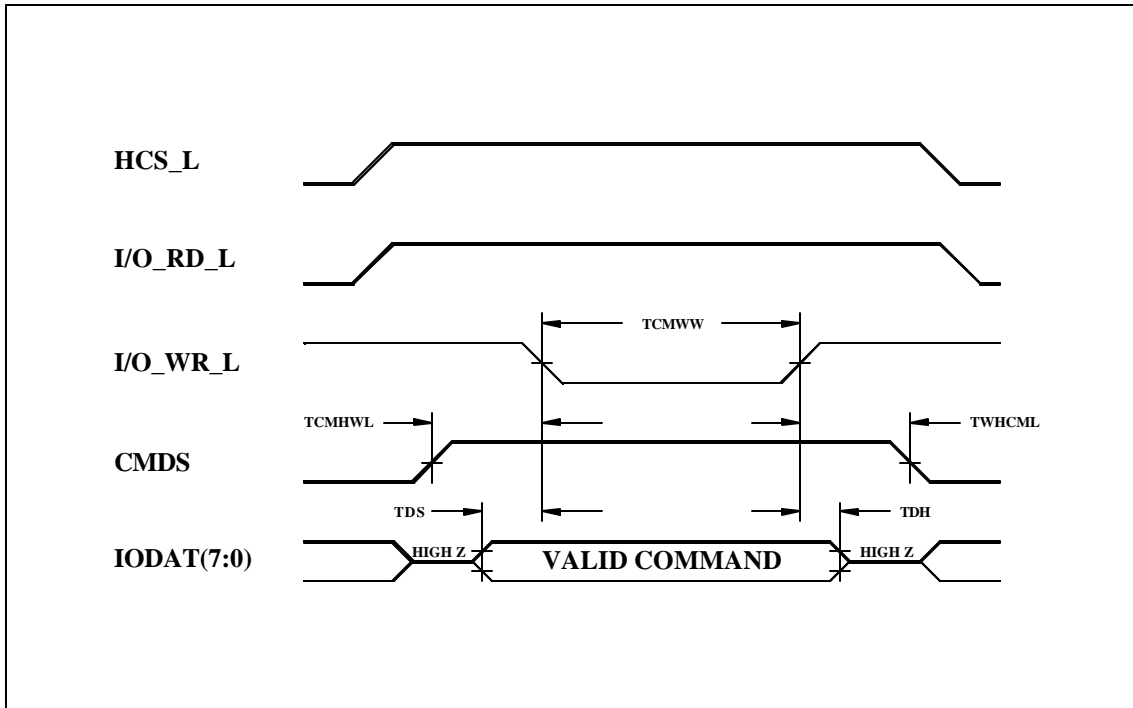 HCS_L
I/O_RD_L
TCMWW
I/O_WR_L
TCMHWL TWHCML
CMDS
TDS TDH
IODAT(7:0) HIGH Z VALID COMMAND HIGH Z